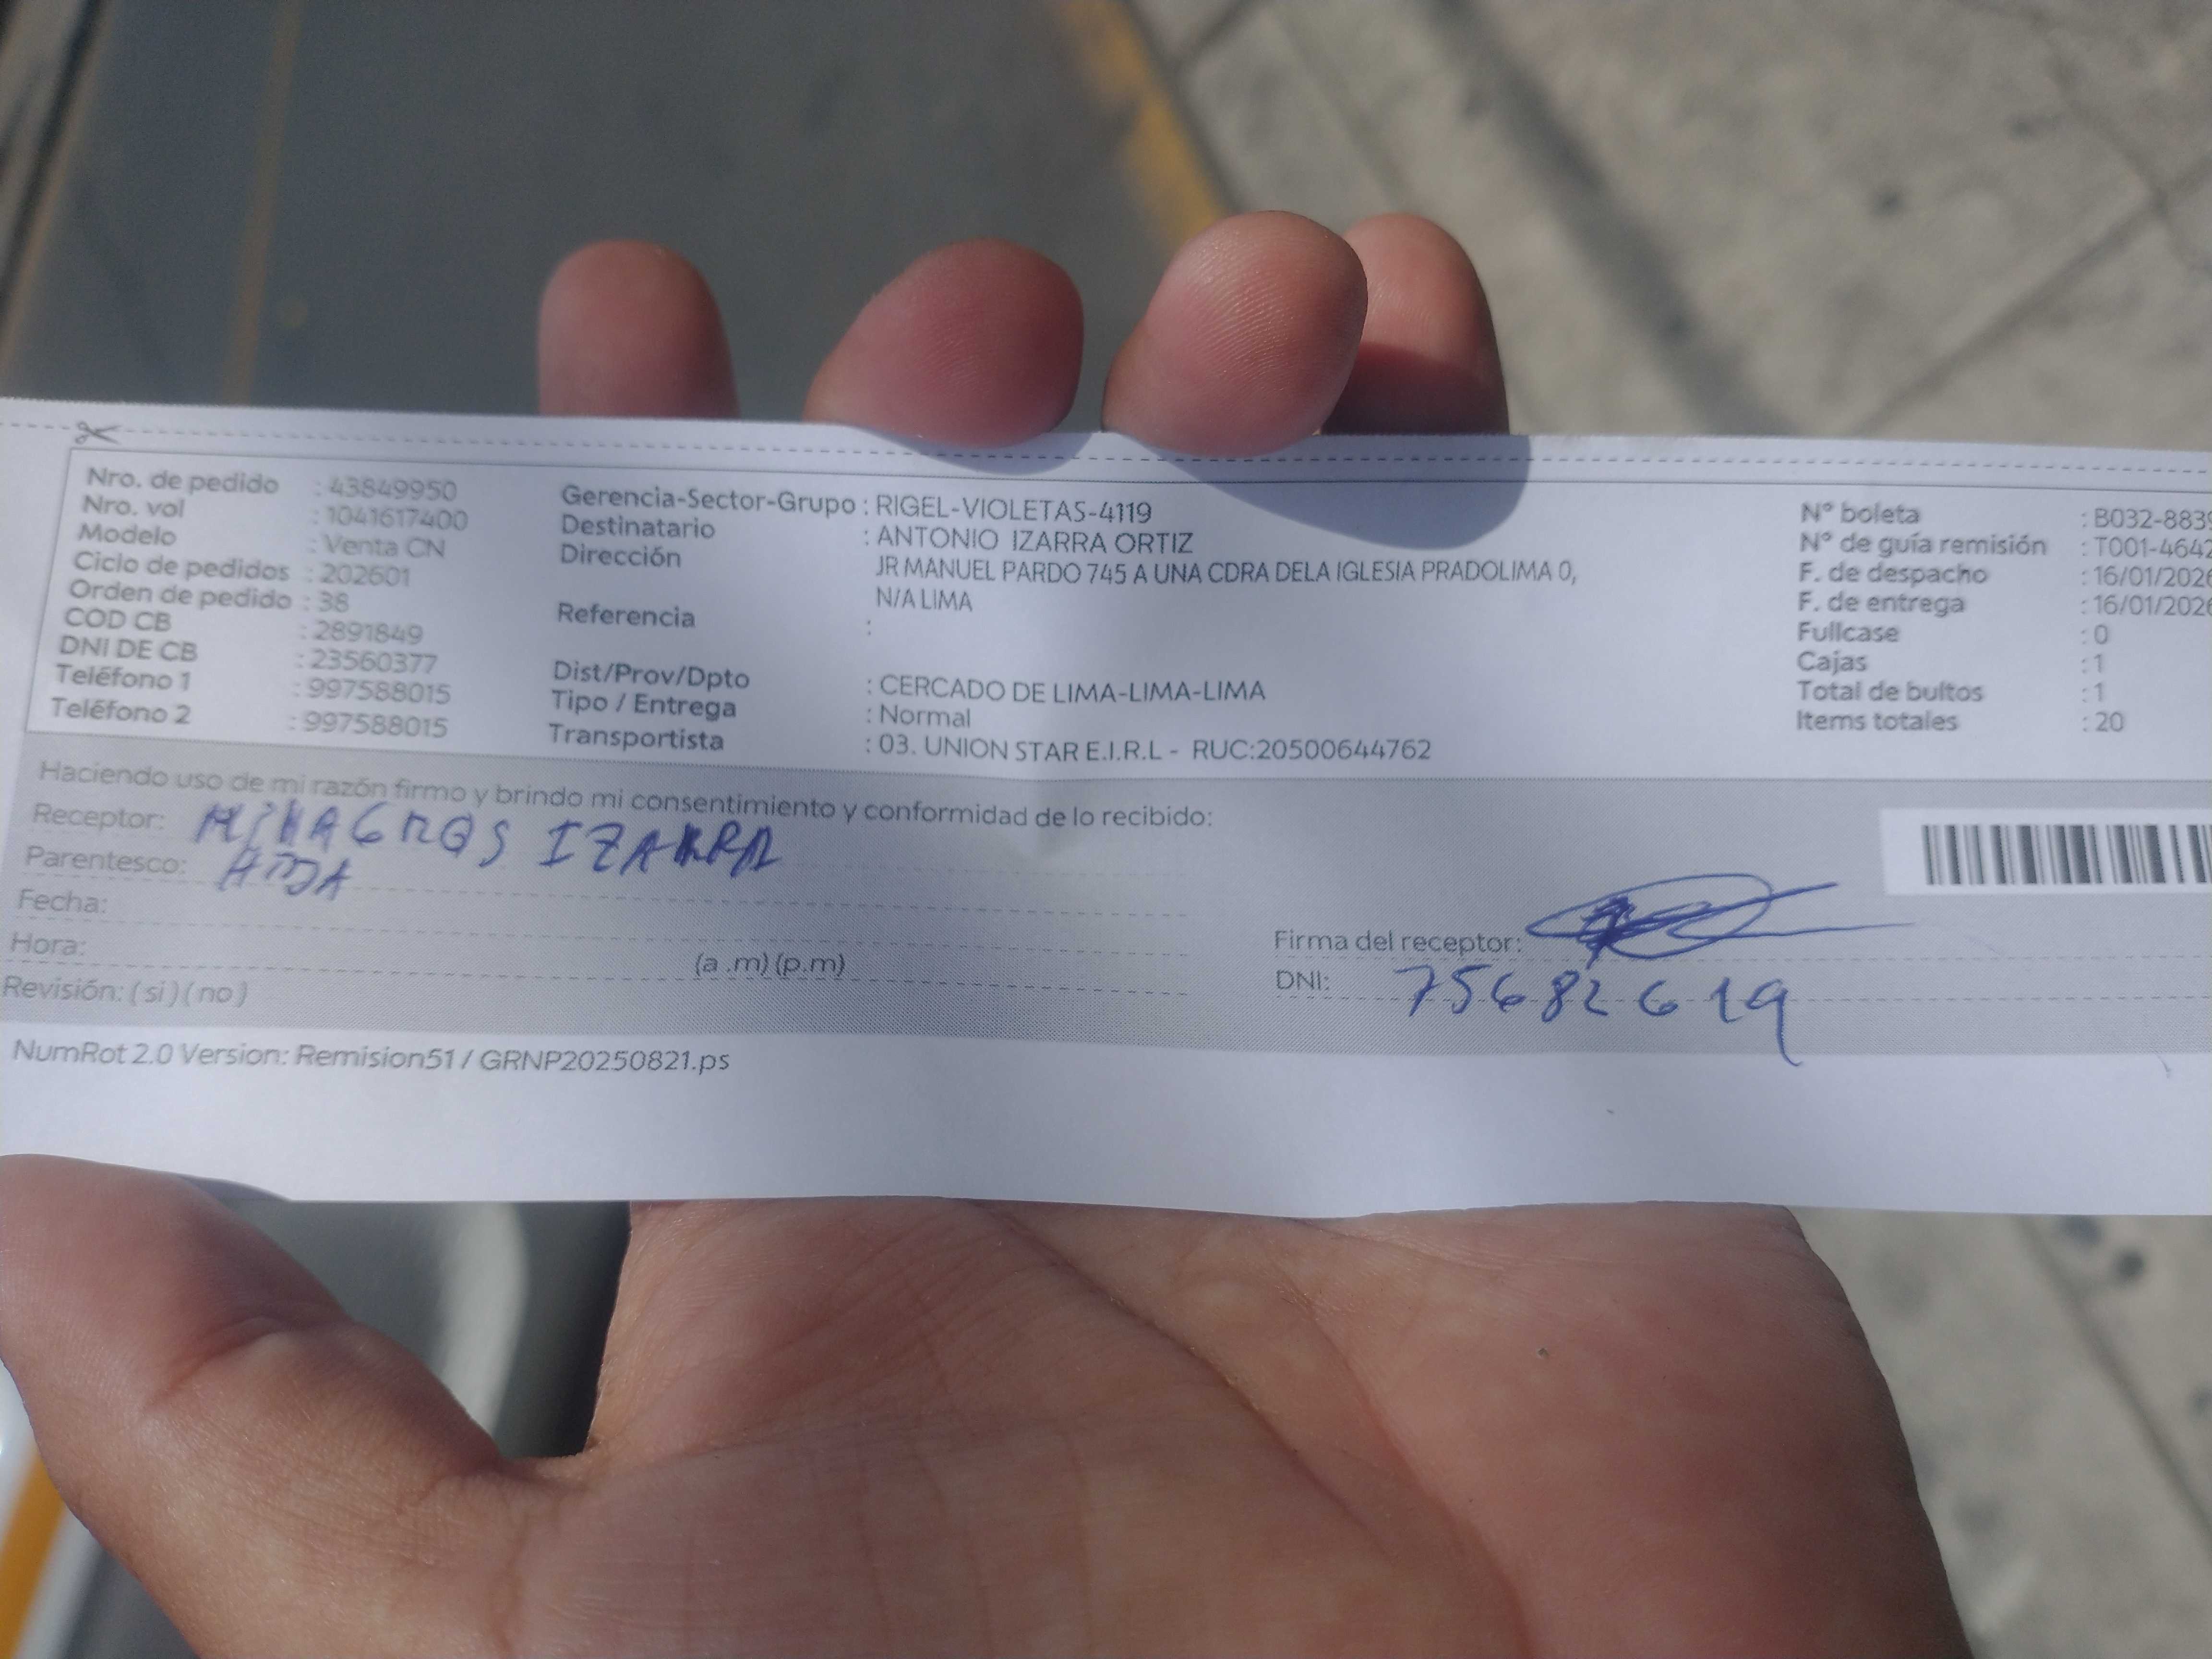 Nro. de pedido : 43849950
Nro. vol : 1041617400
Modelo : Venta CN
Ciclo de pedidos : 202601
Orden de pedido : 38
COD CB : 2891849
DNI DE CB : 23560377
Teléfono 1 : 997588015
Teléfono 2 : 997588015
Gerencia-Sector-Grupo : RIGEL-VIOLETAS-4119
Destinatario : ANTONIO IZARRA ORTIZ
Dirección JR MANUEL PARDO 745 A UNA CDRA DELA IGLESIA PRADOLIMA 0,
N/A LIMA
Referencia :
Dist/Prov/Dpto : CERCADO DE LIMA-LIMA-LIMA
Tipo / Entrega : Normal
Transportista : 03. UNION STAR E.I.R.L - RUC:20500644762
N° boleta : B032-883
N° de guía remisión : T001-4642
F. de despacho : 16/01/2026
F. de entrega : 16/01/2026
Fullcase : 0
Cajas : 1
Total de bultos : 1
Items totales : 20
Haciendo uso de mi razón firmo y brindo mi consentimiento y conformidad de lo recibido:
Receptor: MILAGROS IZARRA
Parentesco:
Fecha:
Hora: (a .m) (p.m)
Revisión: ( si ) ( no )
Firma del receptor:
DNI: 75682619
NumRot 2.0 Version: Remision51 / GRNP20250821.ps